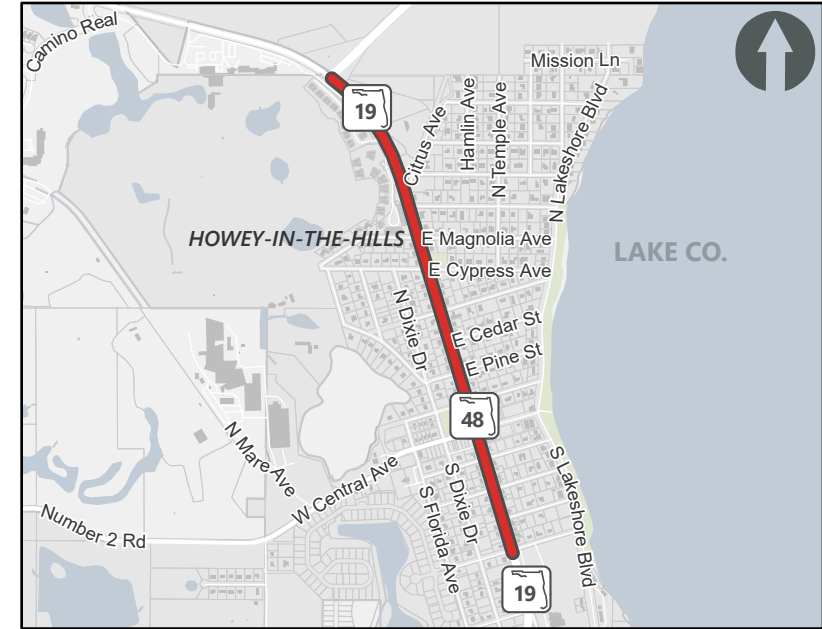 Camino Real
Mission Ln
19
Citrus Ave
Hamlin Ave
N Temple Ave
N Lakeshore Blvd
HOWEY-IN-THE-HILLS
E Magnolia Ave
LAKE CO.
E Cypress Ave
N Dixie Dr
E Cedar St
E Pine St
48
N Mare Ave
W Central Ave
S Dixie Dr
S Florida Ave
S Lakeshore Blvd
Number 2 Rd
19